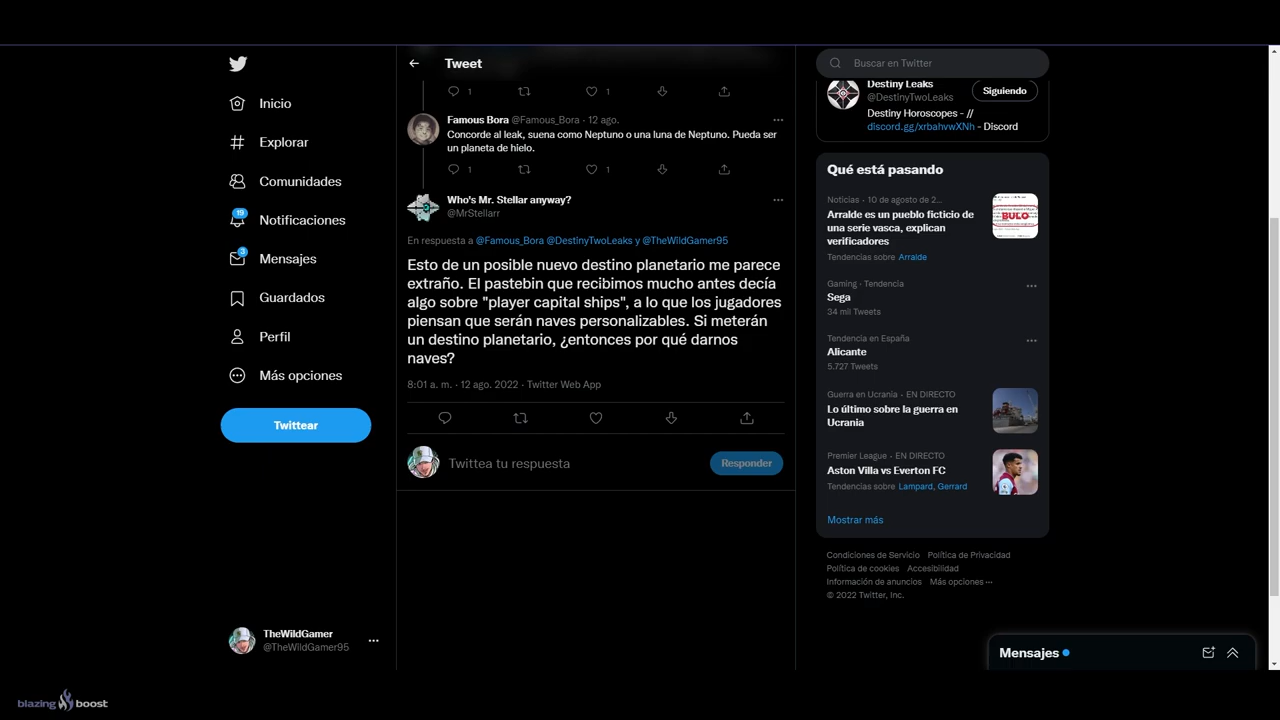 Inicio
Explorar
Comunidades
19
Notificaciones
3
Mensajes
Guardados
Perfil
Más opciones
Twittear
TheWildGamer
@TheWildGamer95
Tweet
1
1
Famous Bora @Famous_Bora · 12 ago.
Concorde al leak, suena como Neptuno o una luna de Neptuno. Pueda ser
un planeta de hielo.
1
1
Who's Mr. Stellar anyway?
@MrStellarr
En respuesta a @Famous_Bora @DestinyTwoLeaks y @TheWildGamer95
Esto de un posible nuevo destino planetario me parece
extraño. El pastebin que recibimos mucho antes decía
algo sobre "player capital ships", a lo que los jugadores
piensan que serán naves personalizables. Si meterán
un destino planetario, ¿entonces por qué darnos
naves?
8:01 a. m. · 12 ago. 2022 · Twitter Web App
Twittea tu respuesta
Responder
Buscar en Twitter
Destiny Leaks
@DestinyTwoLeaks
Siguiendo
Destiny Horoscopes - //
discord.gg/xrbahvwXNh - Discord
Qué está pasando
Noticias · 10 de agosto de 2...
Arralde es un pueblo ficticio de
una serie vasca, explican
verificadores
BULO
Tendencias sobre Arralde
Gaming · Tendencia
Sega
34 mil Tweets
Tendencia en España
Alicante
5.727 Tweets
Guerra en Ucrania · EN DIRECTO
Lo último sobre la guerra en
Ucrania
Premier League · EN DIRECTO
Aston Villa vs Everton FC
Tendencias sobre Lampard, Gerrard
Mostrar más
Condiciones de Servicio Política de Privacidad
Política de cookies Accesibilidad
Información de anuncios Más opciones ···
© 2022 Twitter, Inc.
Mensajes
blazing boost